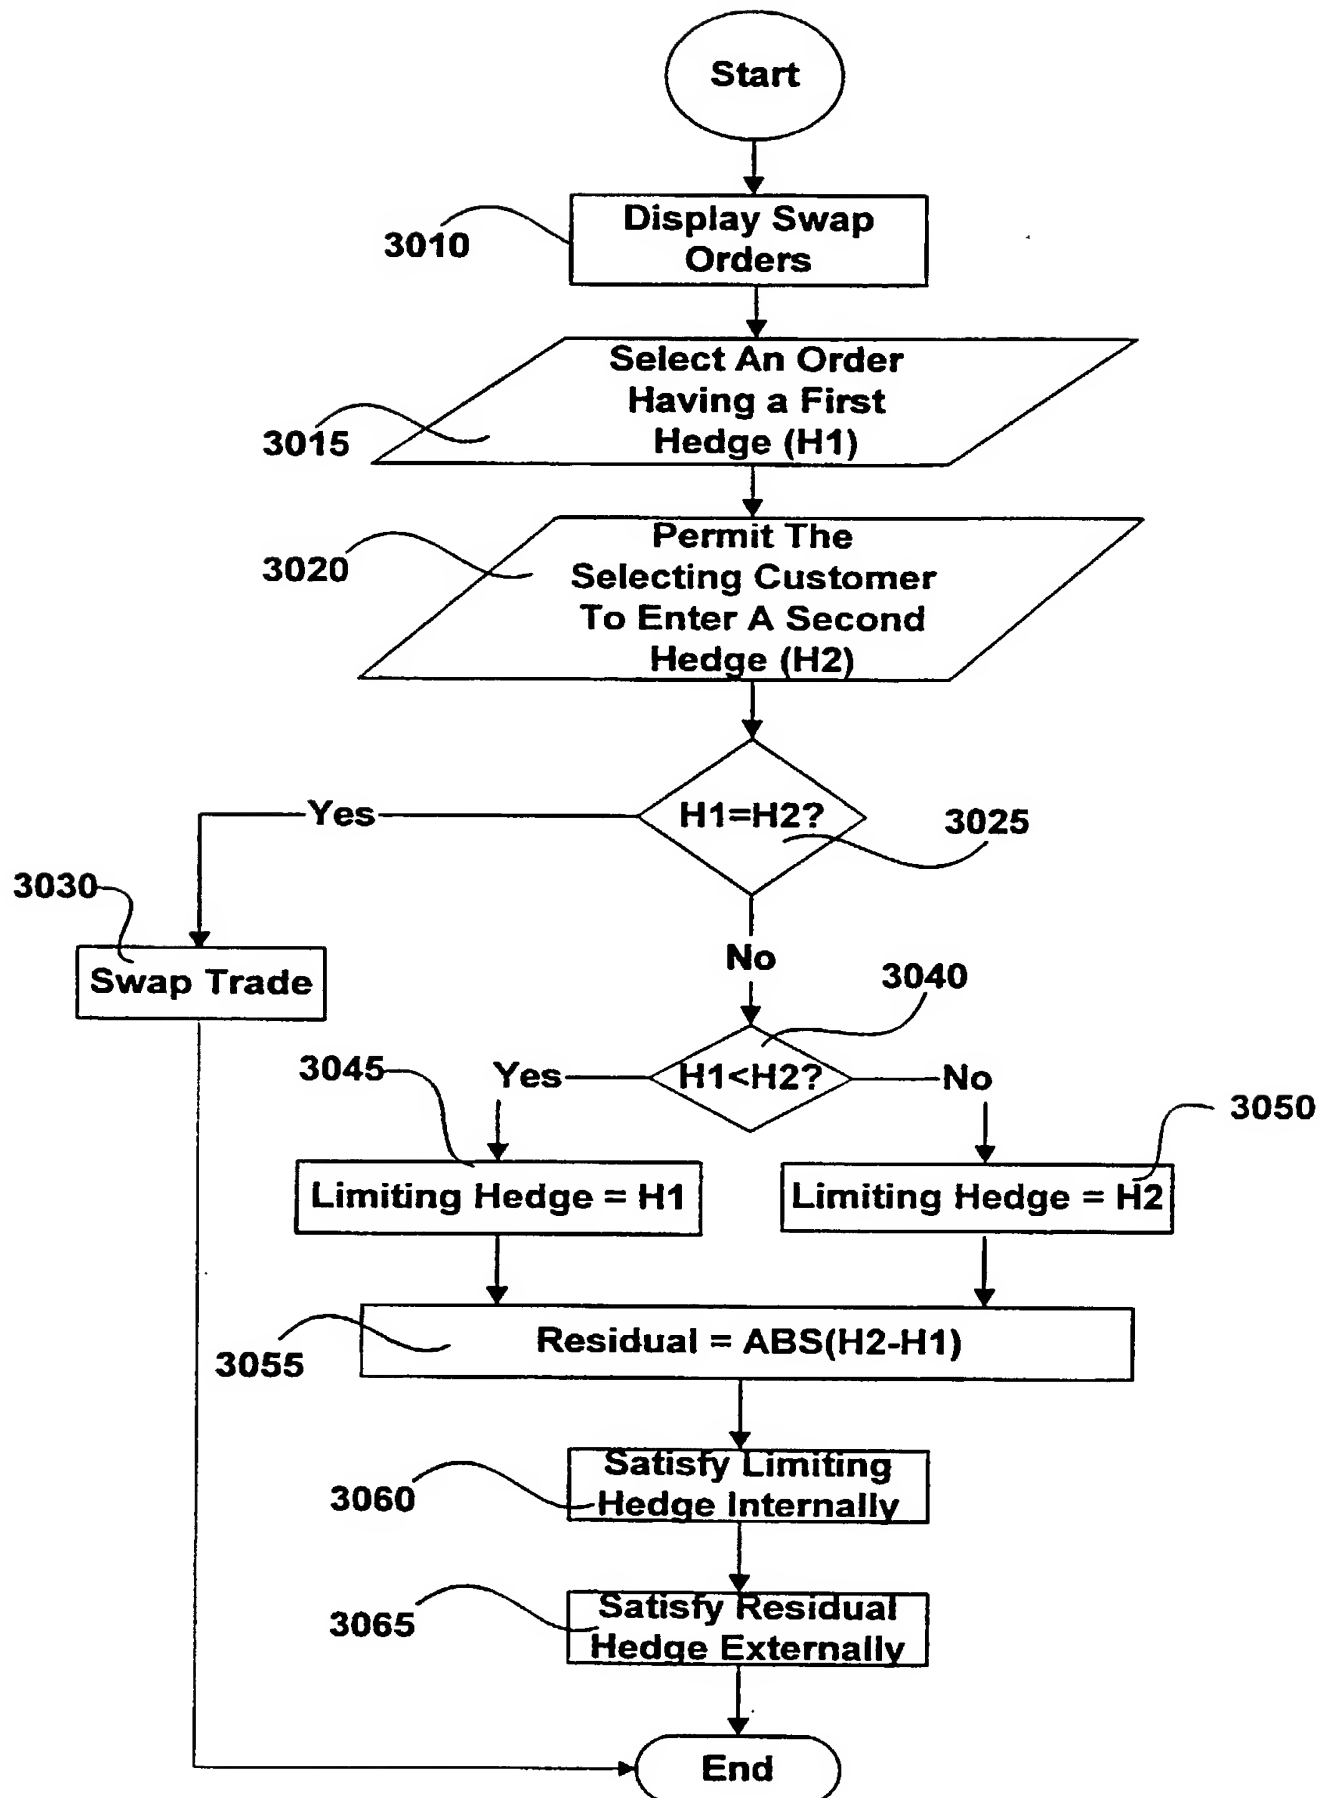 Start
Display Swap
Orders
3010
Select An Order
Having a First
Hedge (H1)
3015
Permit The
Selecting Customer
To Enter A Second
Hedge (H2)
3020
H1=H2?
Yes
3025
3030
Swap Trade
No
3040
H1<H2?
Yes
No
3045
3050
Limiting Hedge = H1
Limiting Hedge = H2
Residual = ABS(H2-H1)
3055
Satisfy Limiting
Hedge Internally
3060
Satisfy Residual
Hedge Externally
3065
End